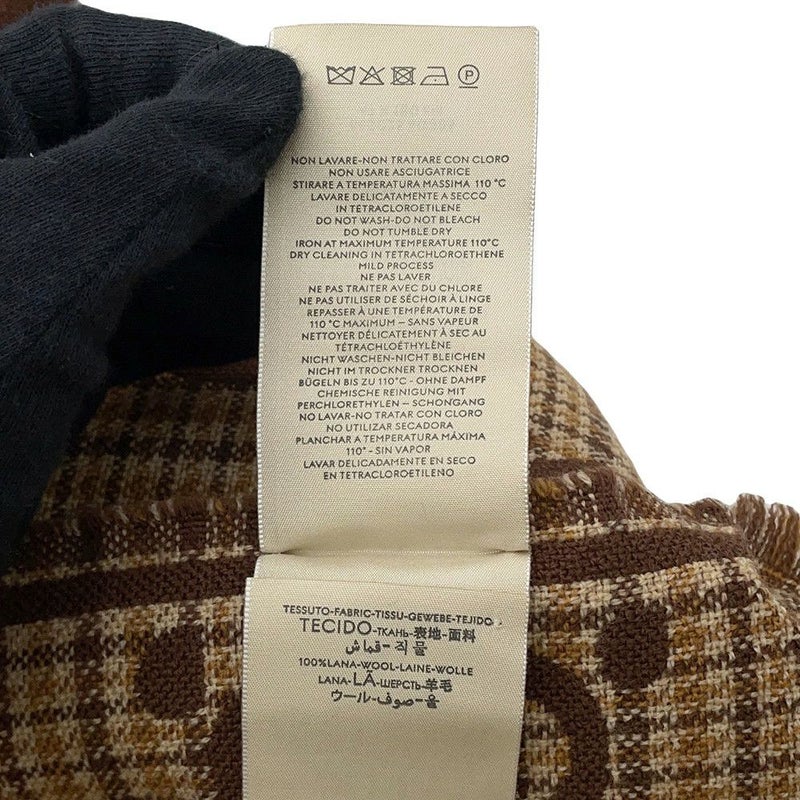 P
NON LAVARE-NON TRATTARE CON CLORO
NON USARE ASCIUGATRICE
STIRARE A TEMPERATURA MASSIMA 110 °C
LAVARE DELICATAMENTE A SECCO
IN TETRACLOROETILENE
DO NOT WASH-DO NOT BLEACH
DO NOT TUMBLE DRY
IRON AT MAXIMUM TEMPERATURE 110°C
DRY CLEANING IN TETRACHLOROETHENE
MILD PROCESS
NE PAS LAVER
NE PAS TRAITER AVEC DU CHLORE
NE PAS UTILISER DE SÉCHOIR À LINGE
REPASSER À UNE TEMPÉRATURE DE
110 °C MAXIMUM – SANS VAPEUR
NETTOYER DÉLICATEMENT À SEC AU
TÉTRACHLOÉTHYLÈNE
NICHT WASCHEN-NICHT BLEICHEN
NICHT IM TROCKNER TROCKNEN
BÜGELN BIS ZU 110°C - OHNE DAMPF
CHEMISCHE REINIGUNG MIT
PERCHLORETHYLEN – SCHONGANG
NO LAVAR-NO TRATAR CON CLORO
NO UTILIZAR SECADORA
PLANCHAR A TEMPERATURA MÁXIMA
110° - SIN VAPOR
LAVAR DELICADAMENTE EN SECO
EN TETRACLOROETILENO
TESSUTO-FABRIC-TISSU-GEWEBE-TEJIDO
TECIDO-ТКАНЬ-表地-面料
직물 - قماش
100%LANA-WOOL-LAINE-WOLLE
LANA-LÃ-ШЕРСТЬ-羊毛
ウール - صوف - 울